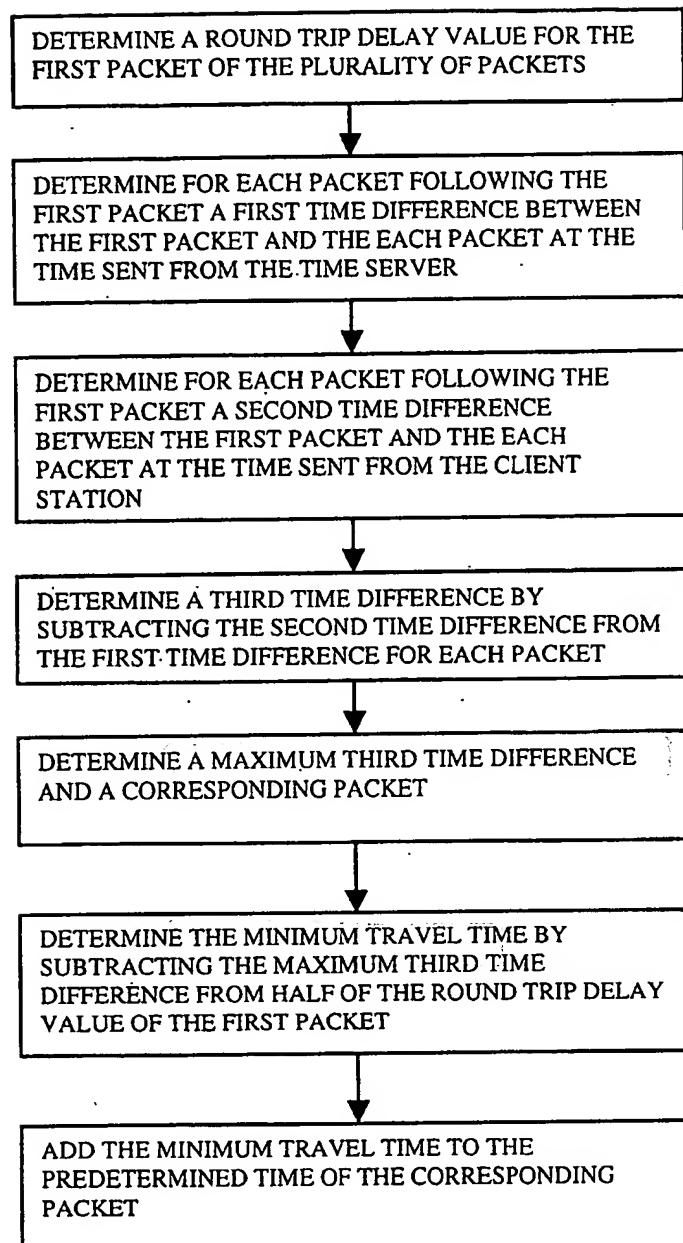 DETERMINE A ROUND TRIP DELAY VALUE FOR THE
FIRST PACKET OF THE PLURALITY OF PACKETS
DETERMINE FOR EACH PACKET FOLLOWING THE
FIRST PACKET A FIRST TIME DIFFERENCE BETWEEN
THE FIRST PACKET AND THE EACH PACKET AT THE
TIME SENT FROM THE TIME SERVER
DETERMINE FOR EACH PACKET FOLLOWING THE
FIRST PACKET A SECOND TIME DIFFERENCE
BETWEEN THE FIRST PACKET AND THE EACH
PACKET AT THE TIME SENT FROM THE CLIENT
STATION
DETERMINE A THIRD TIME DIFFERENCE BY
SUBTRACTING THE SECOND TIME DIFFERENCE FROM
THE FIRST TIME DIFFERENCE FOR EACH PACKET
DETERMINE A MAXIMUM THIRD TIME DIFFERENCE
AND A CORRESPONDING PACKET
DETERMINE THE MINIMUM TRAVEL TIME BY
SUBTRACTING THE MAXIMUM THIRD TIME
DIFFERENCE FROM HALF OF THE ROUND TRIP DELAY
VALUE OF THE FIRST PACKET
ADD THE MINIMUM TRAVEL TIME TO THE
PREDETERMINED TIME OF THE CORRESPONDING
PACKET